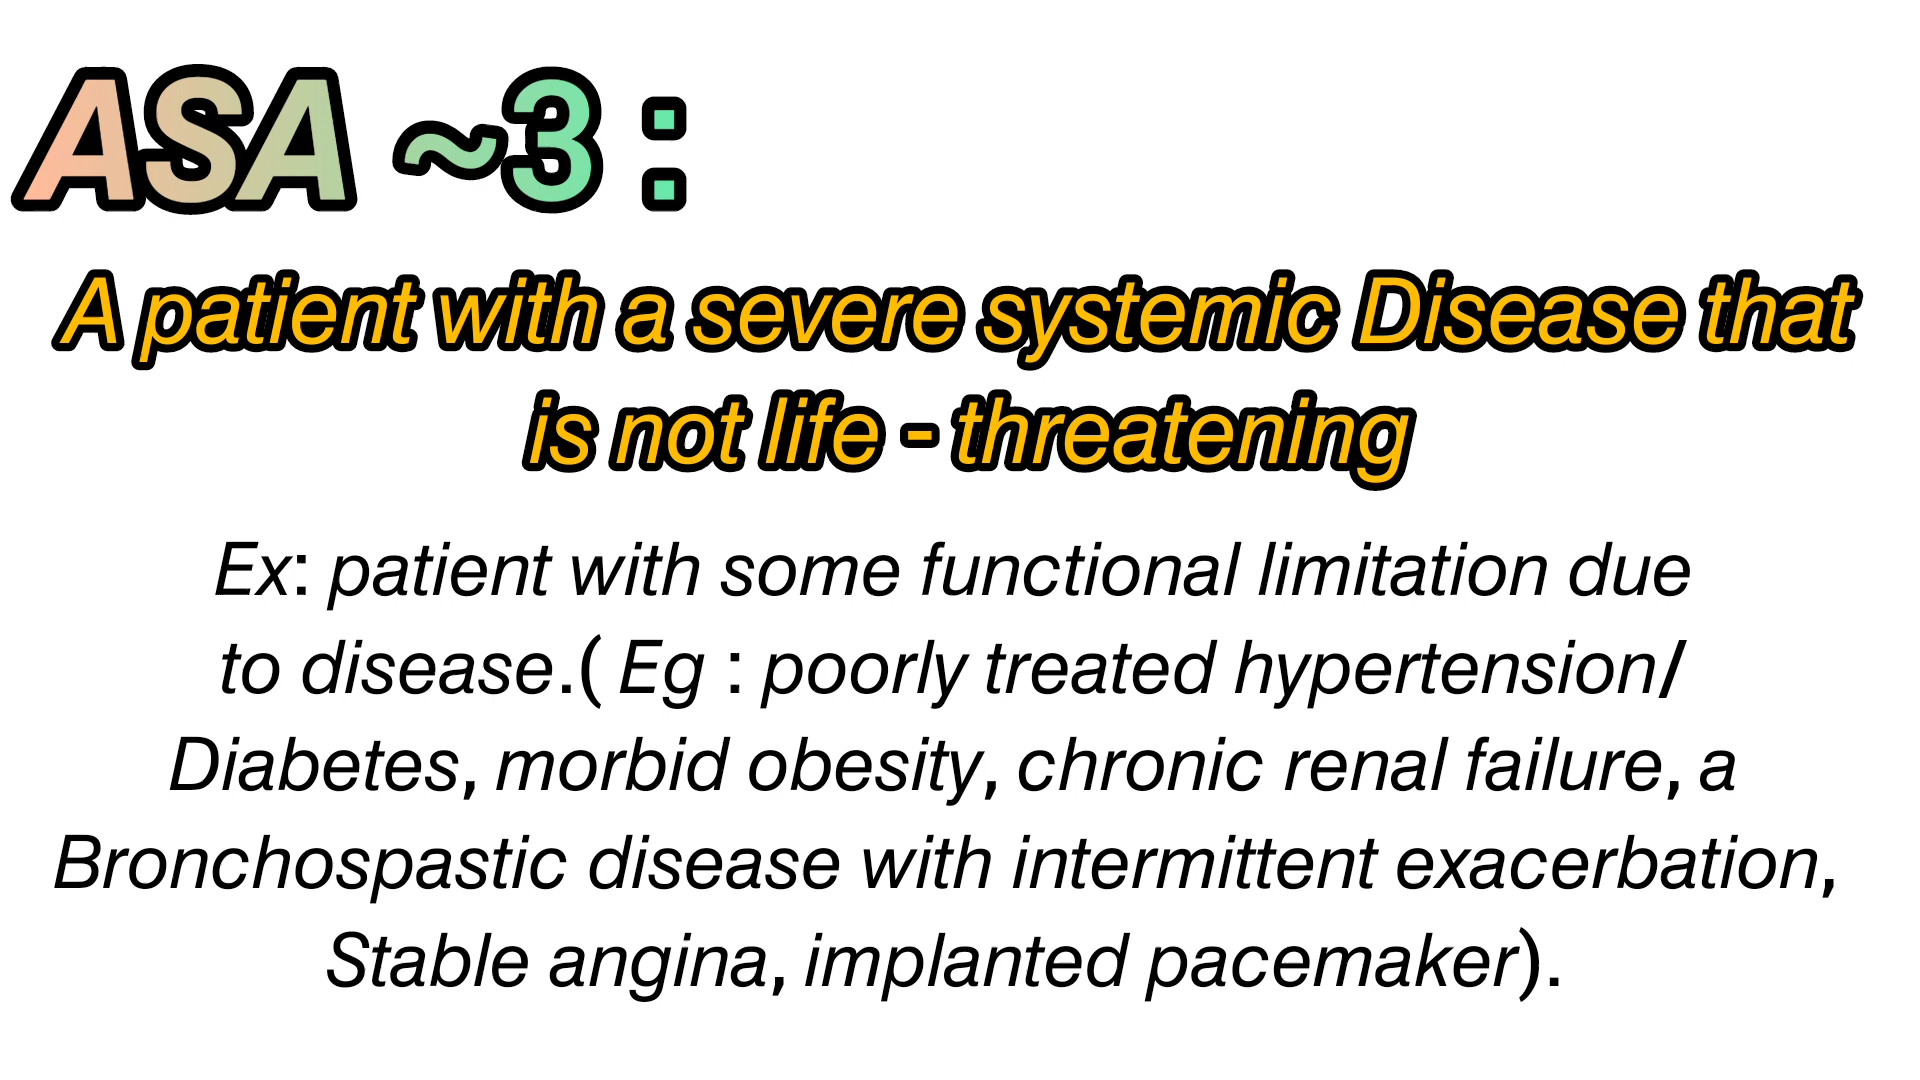 ASA ~3 :
A patient with a severe systemic Disease that
is not life - threatening
Ex: patient with some functional limitation due
to disease.( Eg : poorly treated hypertension/
Diabetes, morbid obesity, chronic renal failure, a
Bronchospastic disease with intermittent exacerbation,
Stable angina, implanted pacemaker).